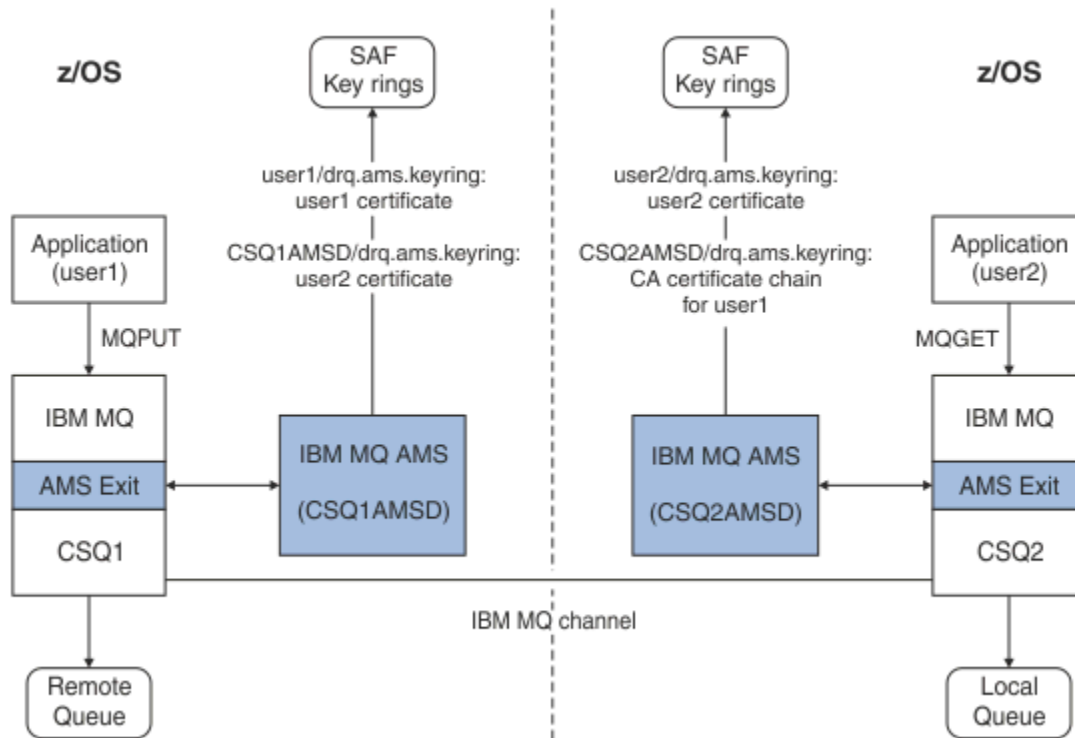 z/OS
SAF
Key rings
user1/drq.ams.keyring:
user1 certificate
CSQ1AMSD/drq.ams.keyring:
user2 certificate
Application
(user1)
MQPUT
IBM MQ
AMS Exit
CSQ1
IBM MQ AMS
(CSQ1AMSD)
Remote
Queue
SAF
Key rings
z/OS
user2/drq.ams.keyring:
user2 certificate
CSQ2AMSD/drq.ams.keyring:
CA certificate chain
for user1
Application
(user2)
MQGET
IBM MQ
AMS Exit
CSQ2
IBM MQ AMS
(CSQ2AMSD)
IBM MQ channel
Local
Queue